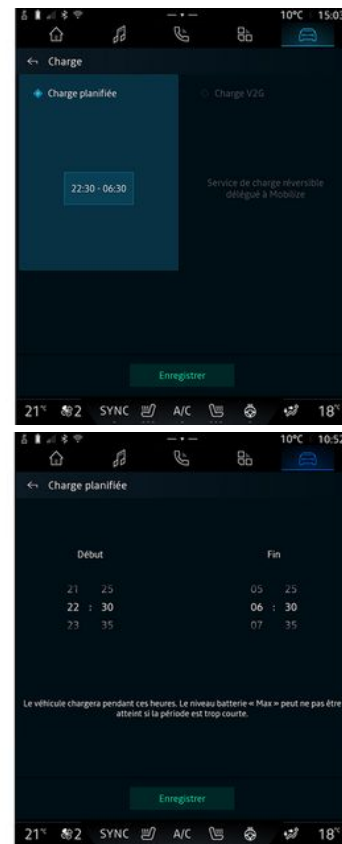 10°C 15:03
Charge
Charge planifiée
Charge V2G
22:30 - 06:30
Service de charge réversible
délégué à Mobilize
Enregistrer
21°C 2 SYNC A/C 18°C
10°C 10:52
Charge planifiée
Début
Fin
21 25
05 25
22 : 30
06 : 30
23 35
07 35
Le véhicule chargera pendant ces heures. Le niveau batterie « Max » peut ne pas être
atteint si la période est trop courte.
Enregistrer
21°C 2 SYNC A/C 18°C